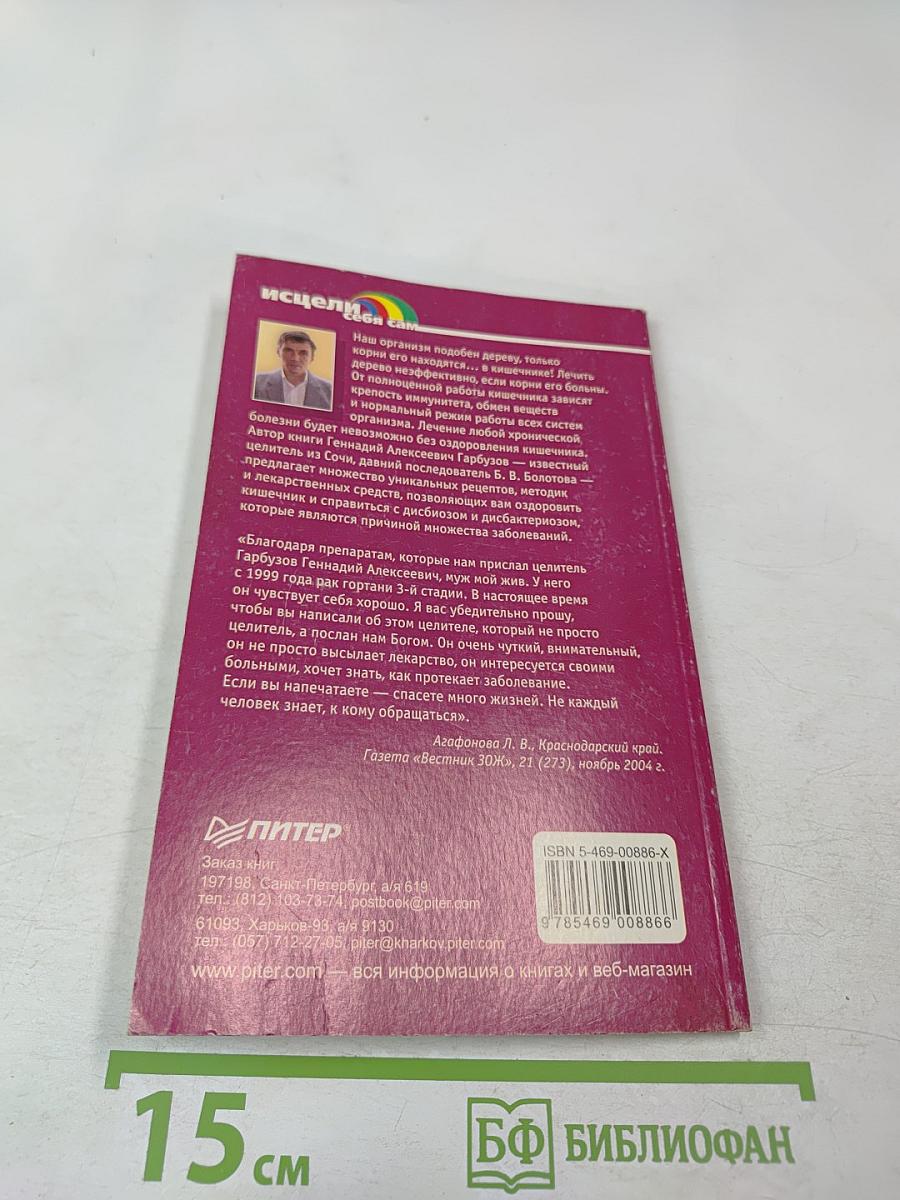 исцели
себя сам
Наш организм подобен дереву, только
корни его находятся... в кишечнике! Лечить
дерево неэффективно, если корни его больны.
От полноценной работы кишечника зависят
крепость иммунитета, обмен веществ
и нормальный режим работы всех систем
организма. Лечение любой хронической
болезни будет невозможно без оздоровления кишечника.
Автор книги Геннадий Алексеевич Гарбузов — известный
целитель из Сочи, давний последователь Б. В. Болотова —
предлагает множество уникальных рецептов, методик
и лекарственных средств, позволяющих вам оздоровить
кишечник и справиться с дисбиозом и дисбактериозом,
которые являются причиной множества заболеваний.
«Благодаря препаратам, которые нам прислал целитель
Гарбузов Геннадий Алексеевич, муж мой жив. У него
с 1999 года рак гортани 3-й стадии. В настоящее время
он чувствует себя хорошо. Я вас убедительно прошу,
чтобы вы написали об этом целителе, который не просто
целитель, а послан нам Богом. Он очень чуткий, внимательный,
он не просто высылает лекарство, он интересуется своими
больными, хочет знать, как протекает заболевание.
Если вы напечатаете — спасете много жизней. Не каждый
человек знает, к кому обращаться».
Агафонова Л. В., Краснодарский край.
Газета «Вестник ЗОЖ», 21 (273), ноябрь 2004 г.
ПИТЕР
Заказ книг:
197198, Санкт-Петербург, а/я 619
тел.: (812) 103-73-74, postbook@piter.com
61093, Харьков-93, а/я 9130
тел.: (057) 712-27-05, piter@kharkov.piter.com
www.piter.com — вся информация о книгах и веб-магазин
ISBN 5-469-00886-X
9 785469 008866
15 см
БФ БИБЛИОФАН